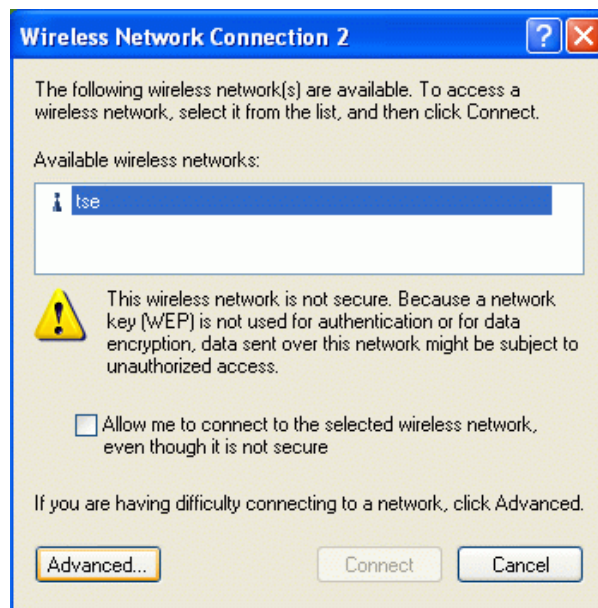 Wireless Network Connection 2
The following wireless network(s) are available. To access a
wireless network, select it from the list, and then click Connect.
Available wireless networks:
tse
This wireless network is not secure. Because a network
key (WEP) is not used for authentication or for data
encryption, data sent over this network might be subject to
unauthorized access.
Allow me to connect to the selected wireless network,
even though it is not secure
If you are having difficulty connecting to a network, click Advanced.
Advanced... Connect Cancel